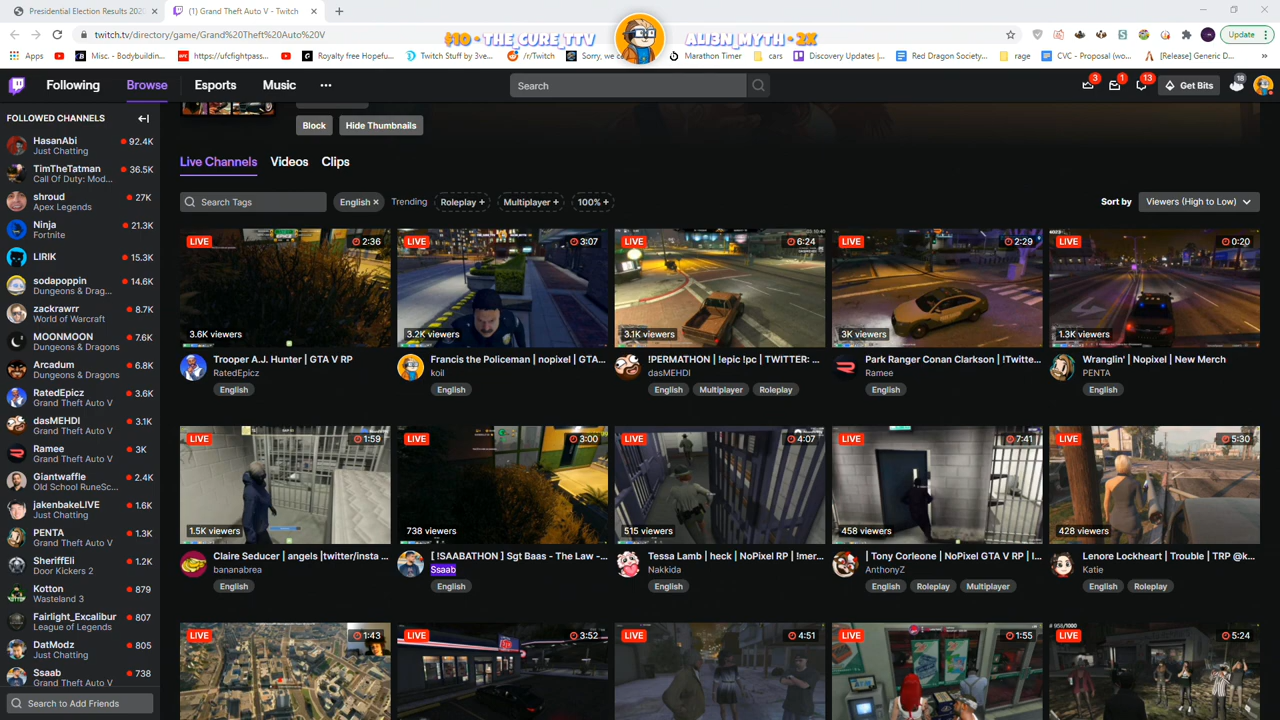 Presidential Election Results 202
(1) Grand Theft Auto V - Twitch
twitch.tv/directory/game/Grand%20Theft%20Auto%20V
$10 • THE_CURE_TTV
ALI3N_MYTH • 2X
Update
Apps
Misc. - Bodybuilding...
https://ufcfightpass...
Royalty free Hopefu...
Twitch Stuff by 3ve...
r/Twitch
Sorry, we co
Marathon Timer
cars
Discovery Updates |...
Red Dragon Society...
rage
CVC - Proposal (wo...
[Release] Generic D...
Following
Browse
Esports
Music
Search
3
1
13
Get Bits
18
FOLLOWED CHANNELS
HasanAbi
92.4K
Just Chatting
TimTheTatman
36.5K
Call Of Duty: Mod...
shroud
27K
Apex Legends
Ninja
21.3K
Fortnite
LIRIK
15.3K
sodapoppin
14.6K
Dungeons & Drag...
zackrawrr
8.7K
World of Warcraft
MOONMOON
7.6K
Dungeons & Dragons
Arcadum
6.8K
Dungeons & Dragons
RatedEpicz
3.6K
Grand Theft Auto V
dasMEHDI
3.1K
Grand Theft Auto V
Ramee
3K
Grand Theft Auto V
Giantwaffle
2.4K
Old School RuneSc...
jakenbakeLIVE
1.6K
Just Chatting
PENTA
1.3K
Grand Theft Auto V
SheriffEli
1.2K
Door Kickers 2
Kotton
879
Wasteland 3
Fairlight_Excalibur
807
League of Legends
DatModz
805
Just Chatting
Ssaab
738
Grand Theft Auto V
Search to Add Friends
Block
Hide Thumbnails
Live Channels
Videos
Clips
Search Tags
English
Trending
Roleplay +
Multiplayer +
100% +
Sort by
Viewers (High to Low)
LIVE
2:36
3.6K viewers
Trooper A.J. Hunter | GTA V RP
RatedEpicz
English
LIVE
3:07
3.2K viewers
Francis the Policeman | nopixel | GTA...
koil
English
LIVE
6:24
3.1K viewers
!PERMATHON | !epic !pc | TWITTER: ...
dasMEHDI
English
Multiplayer
Roleplay
LIVE
2:29
3K viewers
Park Ranger Conan Clarkson | !Twitte...
Ramee
English
LIVE
0:20
1.3K viewers
Wranglin' | Nopixel | New Merch
PENTA
English
LIVE
1:59
1.5K viewers
Claire Seducer | angels |twitter/insta ...
bananabrea
English
LIVE
3:00
738 viewers
[ !SAABATHON ] Sgt Baas - The Law -...
Ssaab
English
LIVE
4:07
515 viewers
Tessa Lamb | heck | NoPixel RP | !mer...
Nakkida
English
LIVE
7:41
458 viewers
| Tony Corleone | NoPixel GTA V RP | I...
AnthonyZ
English
Roleplay
Multiplayer
LIVE
5:30
428 viewers
Lenore Lockheart | Trouble | TRP @k...
Katie
English
Roleplay
LIVE
1:43
LIVE
3:52
LIVE
4:51
LIVE
1:55
LIVE
5:24